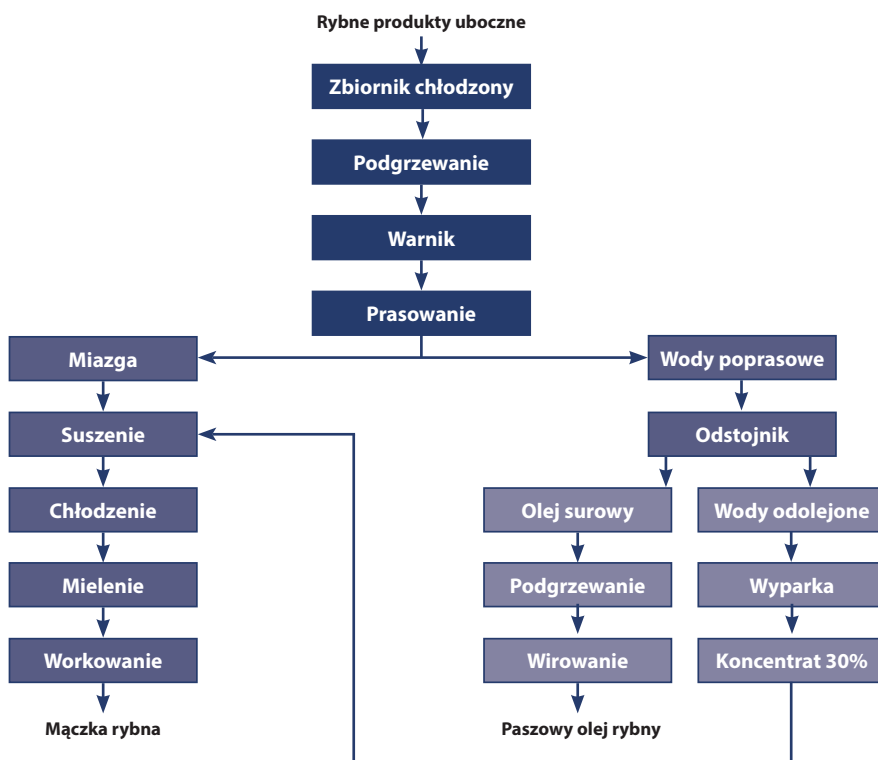 Rybne produkty uboczne
Zbiornik chłodzony
Podgrzewanie
Warnik
Prasowanie
Miazga
Wody poprasowe
Suszenie
Odstojnik
Chłodzenie
Olej surowy
Wody odolejone
Mielenie
Podgrzewanie
Wyparka
Workowanie
Wirowanie
Koncentrat 30%
Mączka rybna
Paszowy olej rybny